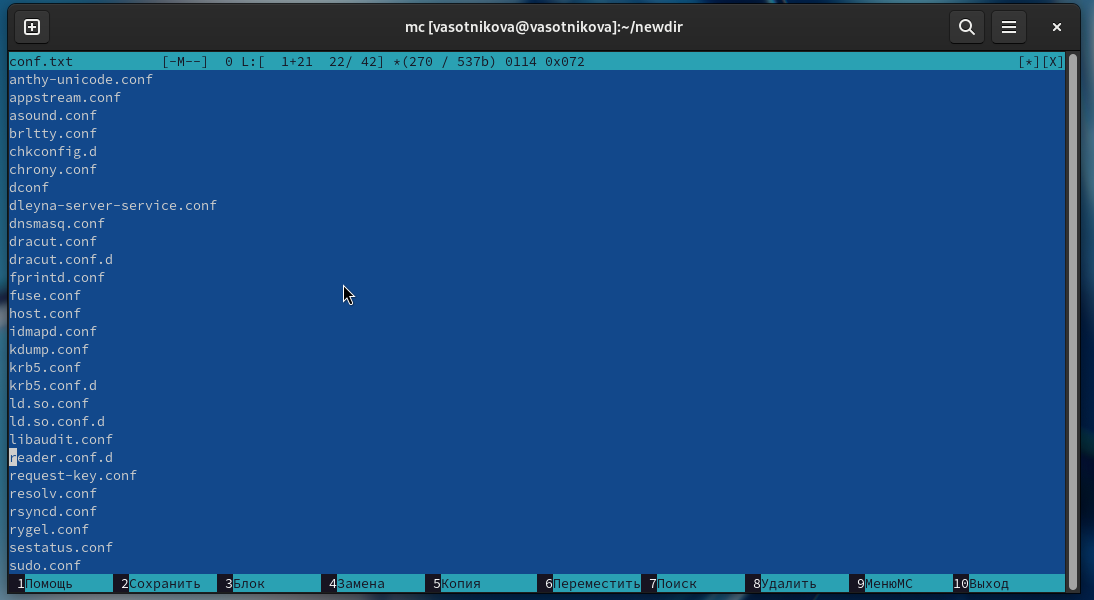 mc [vasotnikova@vasotnikova]:~/newdir
conf.txt [-M--] 0 L:[ 1+21 22/ 42] *(270 / 537b) 0114 0x072 [*][X]
anthy-unicode.conf
appstream.conf
asound.conf
brltty.conf
chkconfig.d
chrony.conf
dconf
dleyna-server-service.conf
dnsmasq.conf
dracut.conf
dracut.conf.d
fprintd.conf
fuse.conf
host.conf
idmapd.conf
kdump.conf
krb5.conf
krb5.conf.d
ld.so.conf
ld.so.conf.d
libaudit.conf
reader.conf.d
request-key.conf
resolv.conf
rsyncd.conf
rygel.conf
sestatus.conf
sudo.conf
1Помощь 2Сохранить 3Блок 4Замена 5Копия 6Переместить 7Поиск 8Удалить 9МенюMC 10Выход